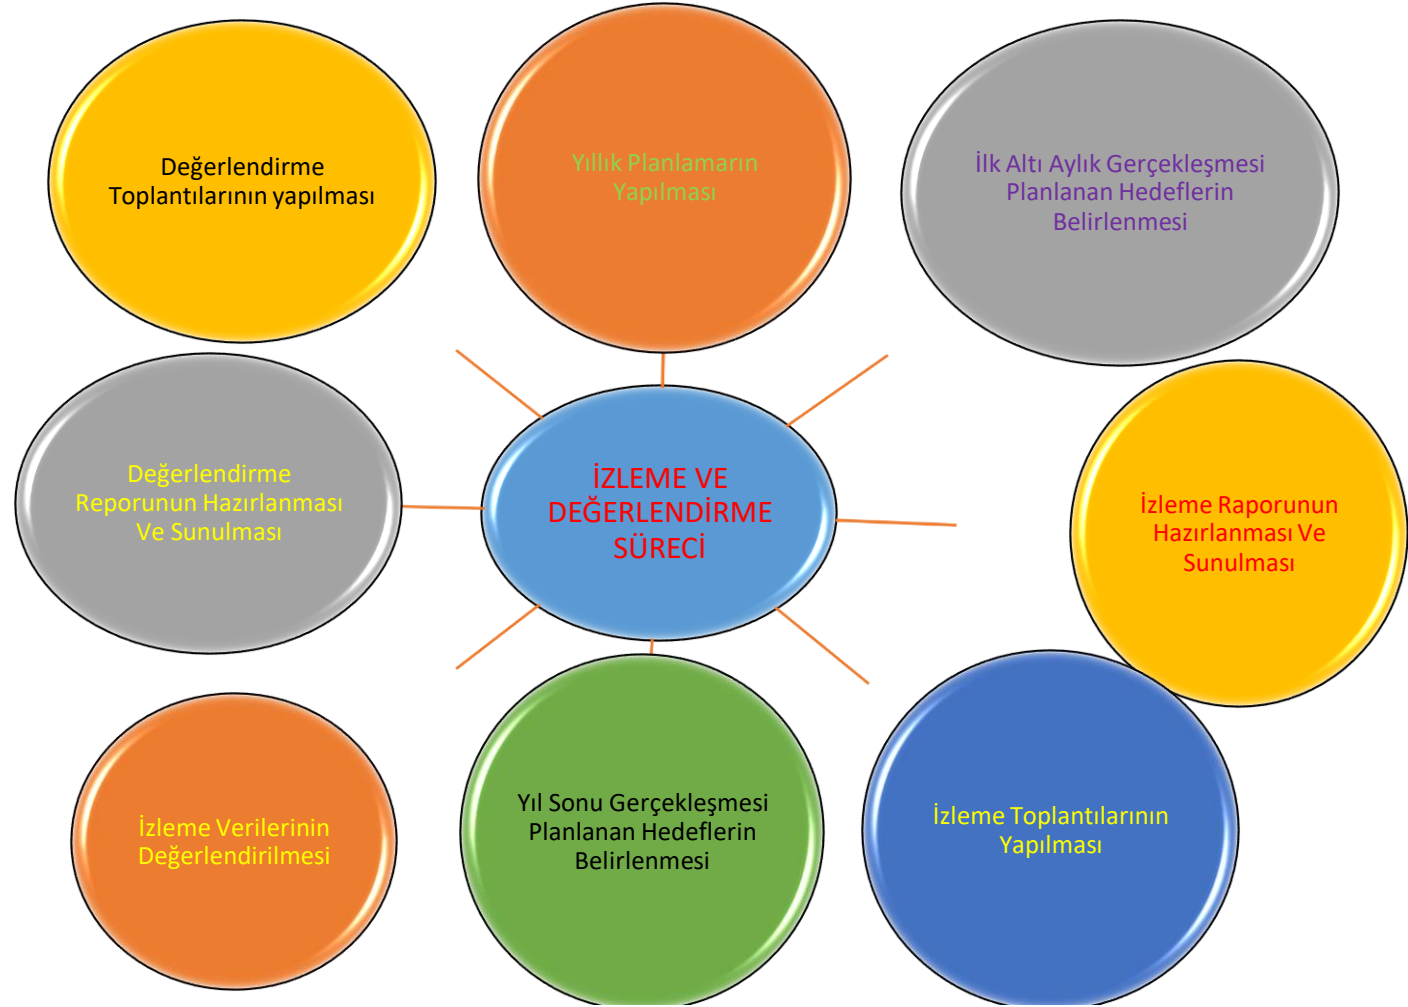 Değerlendirme
Toplantılarının yapılması
Yıllık Planlamarın
Yapılması
İlk Altı Aylık Gerçekleşmesi
Planlanan Hedeflerin
Belirlenmesi
Değerlendirme
Reporunun Hazırlanması
Ve Sunulması
İZLEME VE
DEĞERLENDİRME
SÜRECİ
İzleme Raporunun
Hazırlanması Ve
Sunulması
İzleme Verilerinin
Değerlendirilmesi
Yıl Sonu Gerçekleşmesi
Planlanan Hedeflerin
Belirlenmesi
İzleme Toplantılarının
Yapılması